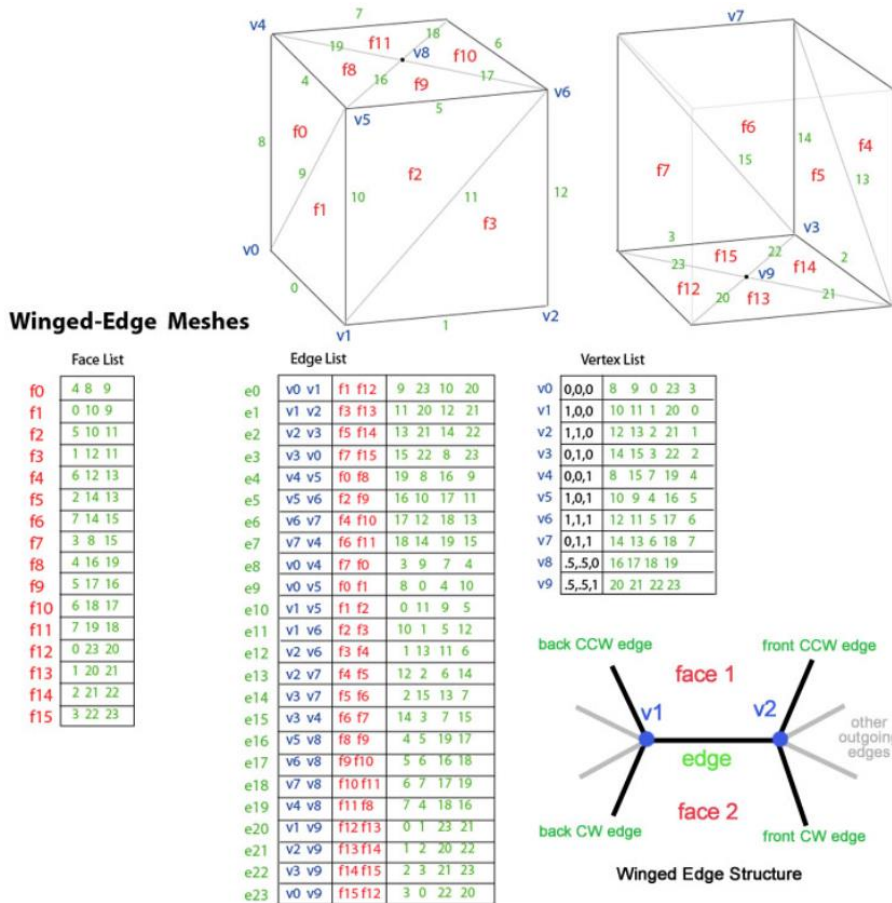 v4
7
19
f11
18
v8
6
f10
f8
16
f9
17
4
v5
5
v6
8
f0
9
f1
10
f2
11
f3
12
v0
0
v1
1
v2
v7
f6
15
14
f4
f7
f5
13
v3
3
23
f15
22
f14
2
f12
v9
20
f13
21
Winged-Edge Meshes
Face List
f0 4 8 9
f1 0 10 9
f2 5 10 11
f3 1 12 11
f4 6 12 13
f5 2 14 13
f6 7 14 15
f7 3 8 15
f8 4 16 19
f9 5 17 16
f10 6 18 17
f11 7 19 18
f12 0 23 20
f13 1 20 21
f14 2 21 22
f15 3 22 23
Edge List
e0 v0 v1 f1 f12 9 23 10 20
e1 v1 v2 f3 f13 11 20 12 21
e2 v2 v3 f5 f14 13 21 14 22
e3 v3 v0 f7 f15 15 22 8 23
e4 v4 v5 f0 f8 19 8 16 9
e5 v5 v6 f2 f9 16 10 17 11
e6 v6 v7 f4 f10 17 12 18 13
e7 v7 v4 f6 f11 18 14 19 15
e8 v0 v4 f7 f0 3 9 7 4
e9 v0 v5 f0 f1 8 0 4 10
e10 v1 v5 f1 f2 0 11 9 5
e11 v1 v6 f2 f3 10 1 5 12
e12 v2 v6 f3 f4 1 13 11 6
e13 v2 v7 f4 f5 12 2 6 14
e14 v3 v7 f5 f6 2 15 13 7
e15 v3 v4 f6 f7 14 3 7 15
e16 v5 v8 f8 f9 4 5 19 17
e17 v6 v8 f9 f10 5 6 16 18
e18 v7 v8 f10 f11 6 7 17 19
e19 v4 v8 f11 f8 7 4 18 16
e20 v1 v9 f12 f13 0 1 23 21
e21 v2 v9 f13 f14 1 2 20 22
e22 v3 v9 f14 f15 2 3 21 23
e23 v0 v9 f15 f12 3 0 22 20
Vertex List
v0 0,0,0 8 9 0 23 3
v1 1,0,0 10 11 1 20 0
v2 1,1,0 12 13 2 21 1
v3 0,1,0 14 15 3 22 2
v4 0,0,1 8 15 7 19 4
v5 1,0,1 10 9 4 16 5
v6 1,1,1 12 11 5 17 6
v7 0,1,1 14 13 6 18 7
v8 .5,.5,0 16 17 18 19
v9 .5,.5,1 20 21 22 23
back CCW edge
front CCW edge
face 1
v1
v2
other
outgoing
edges
edge
face 2
back CW edge
front CW edge
Winged Edge Structure